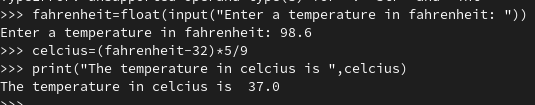 >>> fahrenheit=float(input("Enter a temperature in fahrenheit: "))
Enter a temperature in fahrenheit: 98.6
>>> celcius=(fahrenheit-32)*5/9
>>> print("The temperature in celcius is ",celcius)
The temperature in celcius is  37.0
>>>